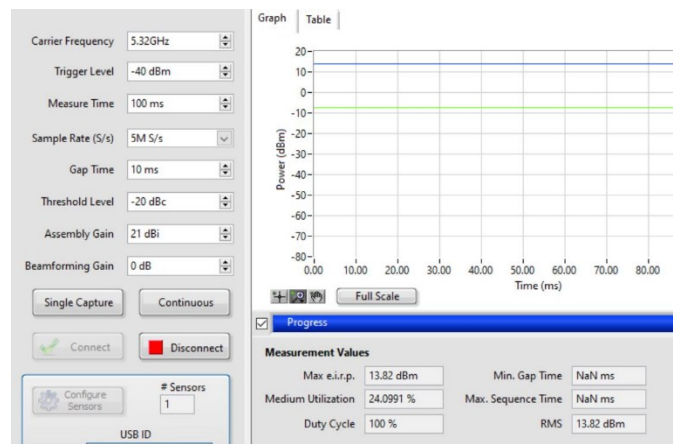 Carrier Frequency 5.32GHz
Trigger Level -40 dBm
Measure Time 100 ms
Sample Rate (S/s) 5M S/s
Gap Time 10 ms
Threshold Level -20 dBc
Assembly Gain 21 dBi
Beamforming Gain 0 dB
Single Capture Continuous
Connect Disconnect
Configure Sensors
# Sensors
1
USB ID
Graph Table
Power (dBm)
20
10
0
-10
-20
-30
-40
-50
-60
-70
-80
0.00 10.00 20.00 30.00 40.00 50.00 60.00 70.00 80.00
Time (ms)
Full Scale
Progress
Measurement Values
Max e.i.r.p. 13.82 dBm Min. Gap Time NaN ms
Medium Utilization 24.0991 % Max. Sequence Time NaN ms
Duty Cycle 100 % RMS 13.82 dBm